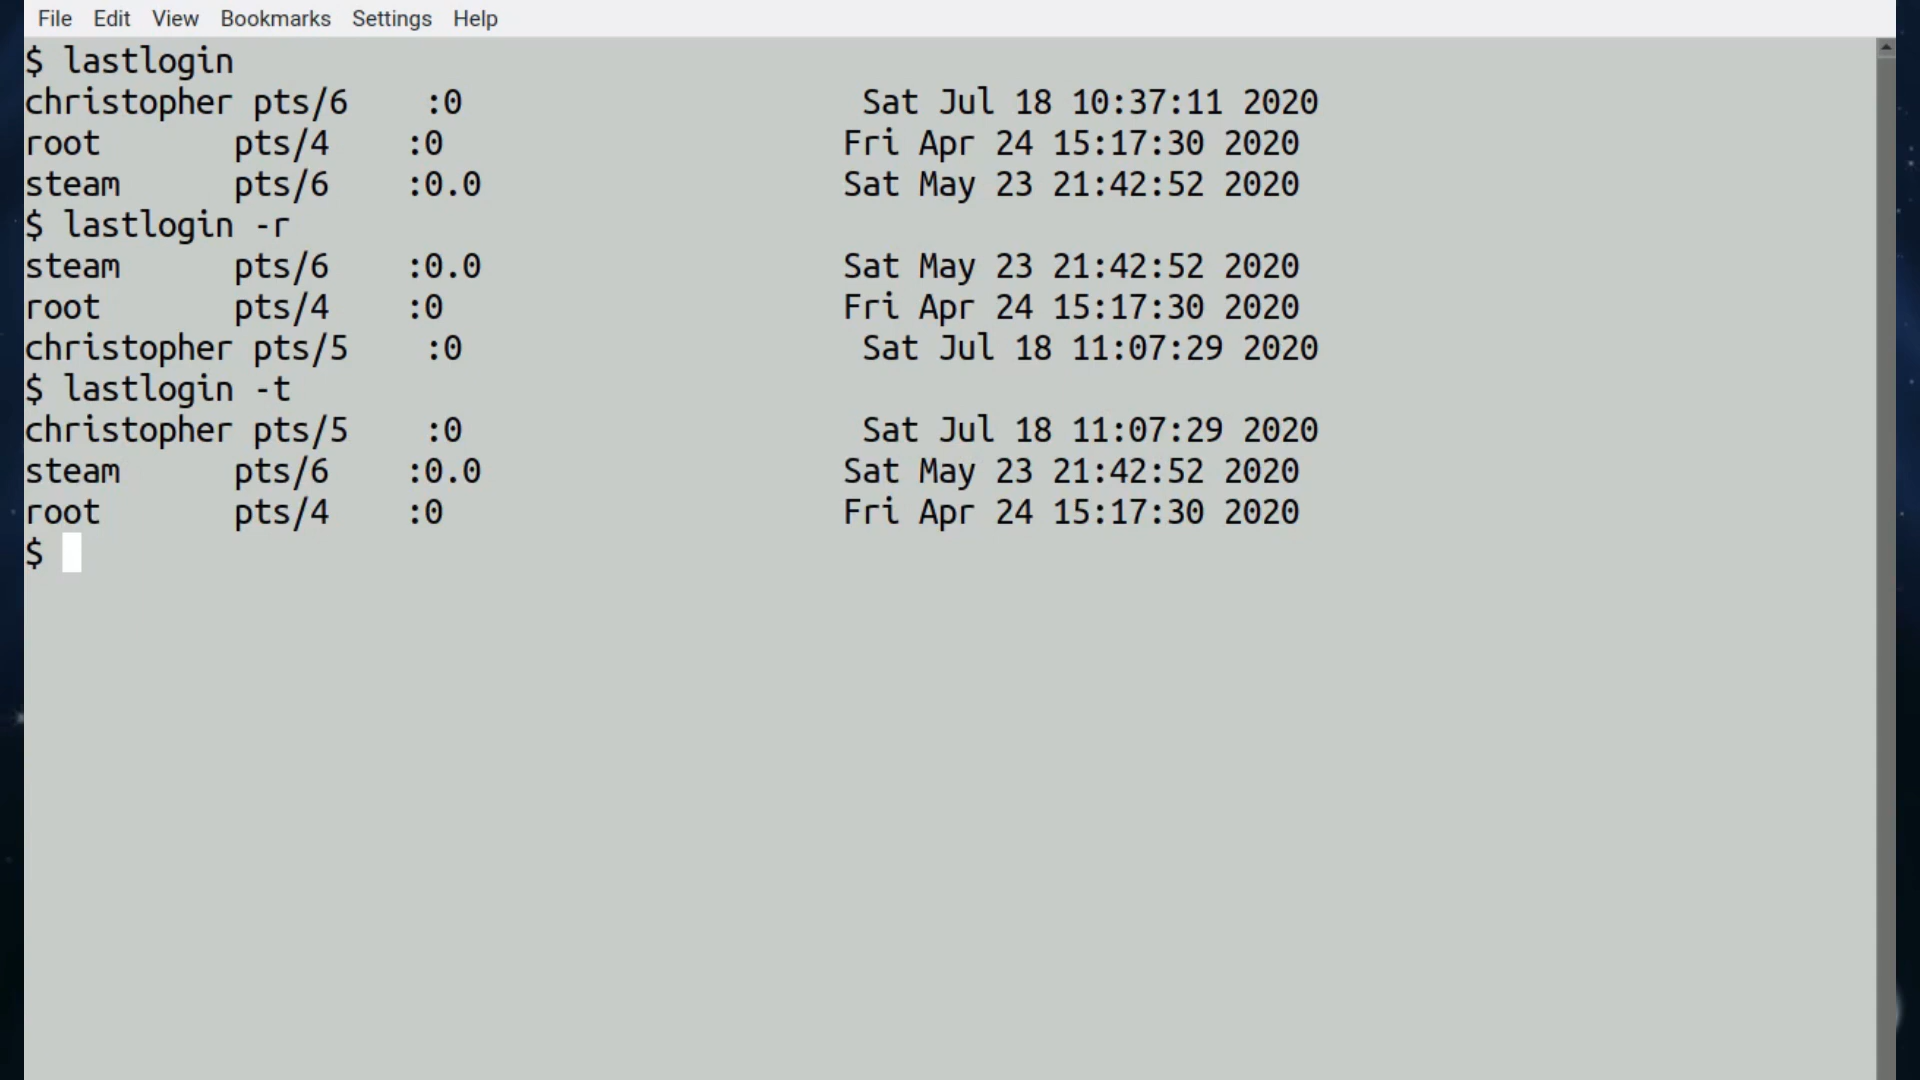 File Edit View Bookmarks Settings Help
$ lastlogin
christopher pts/6    :0                     Sat Jul 18 10:37:11 2020
root       pts/4    :0                     Fri Apr 24 15:17:30 2020
steam      pts/6    :0.0                   Sat May 23 21:42:52 2020
$ lastlogin -r
steam      pts/6    :0.0                   Sat May 23 21:42:52 2020
root       pts/4    :0                     Fri Apr 24 15:17:30 2020
christopher pts/5    :0                     Sat Jul 18 11:07:29 2020
$ lastlogin -t
christopher pts/5    :0                     Sat Jul 18 11:07:29 2020
steam      pts/6    :0.0                   Sat May 23 21:42:52 2020
root       pts/4    :0                     Fri Apr 24 15:17:30 2020
$